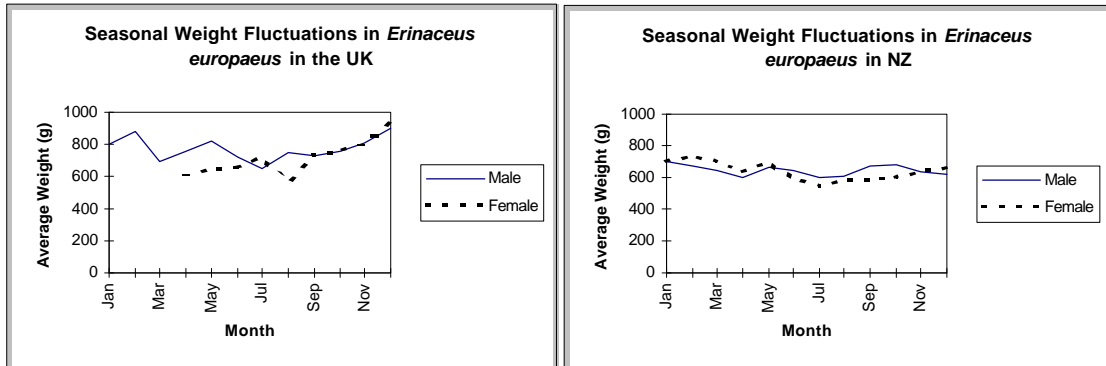 Seasonal Weight Fluctuations in Erinaceus
europaeus in the UK
Average Weight (g)
1000
800
600
400
200
0
Jan
Mar
May
Jul
Sep
Nov
Month
Male
Female
Seasonal Weight Fluctuations in Erinaceus
europaeus in NZ
Average Weight (g)
1000
800
600
400
200
0
Jan
Mar
May
Jul
Sep
Nov
Month
Male
Female